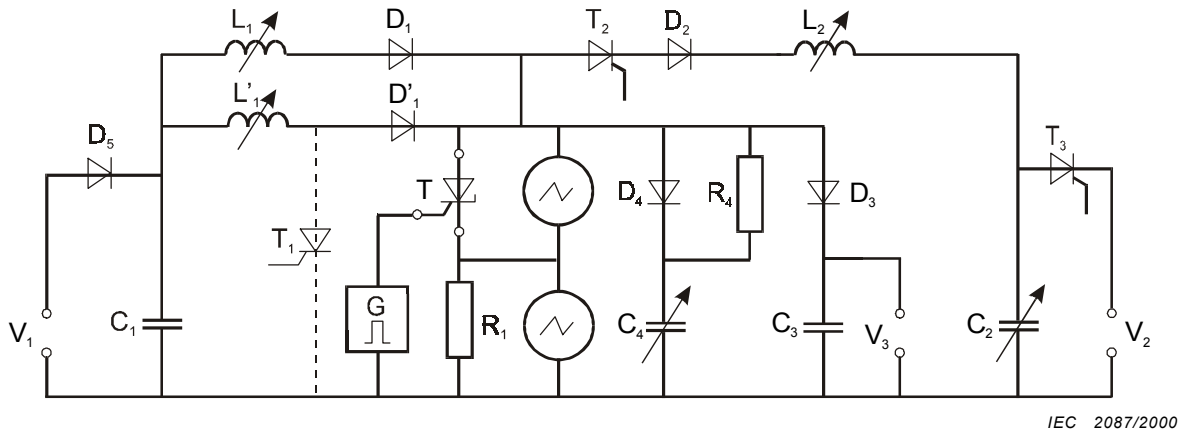 L₁ D₁ T₂ D₂ L₂
L'₁ D'₁
D₅ T₃
T D₄ R₄ D₃
T₁
G
V₁ C₁ R₁ C₄ C₃ V₃ C₂ V₂
IEC 2087/2000